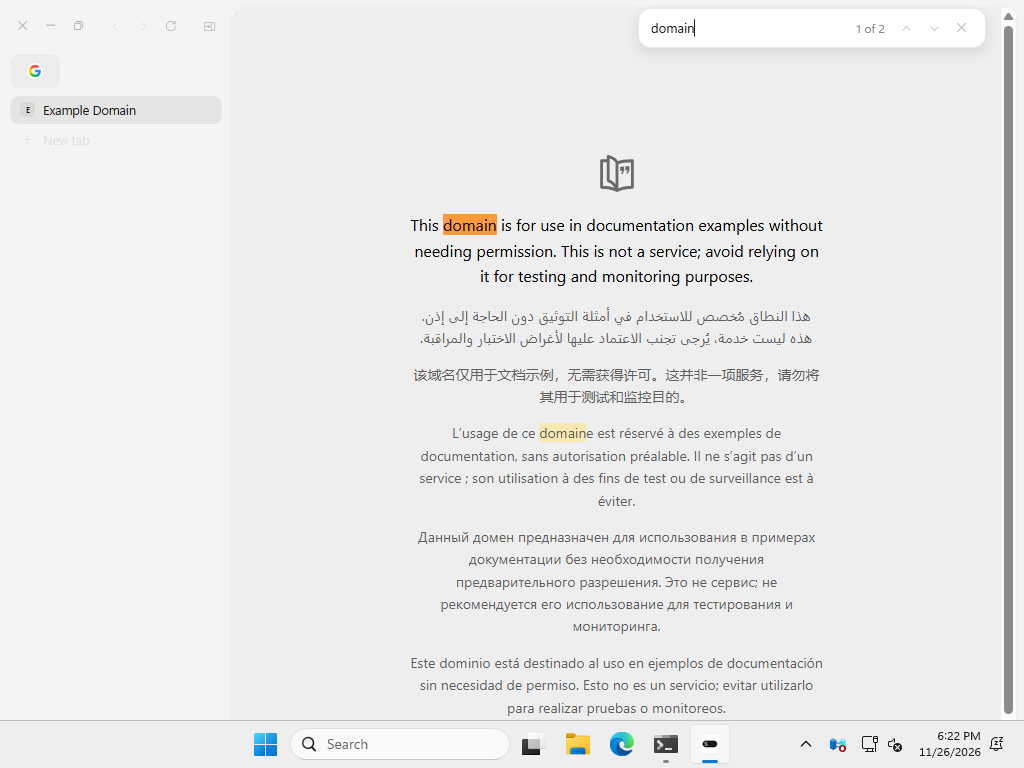 domain
1 of 2
E Example Domain
+ New tab
This domain is for use in documentation examples without
needing permission. This is not a service; avoid relying on
it for testing and monitoring purposes.
هذا النطاق مُخصص للاستخدام في أمثلة التوثيق دون الحاجة إلى إذن.
هذه ليست خدمة، يُرجى تجنب الاعتماد عليها لأغراض الاختبار والمراقبة.
该域名仅用于文档示例，无需获得许可。这并非一项服务，请勿将
其用于测试和监控目的。
L’usage de ce domaine est réservé à des exemples de
documentation, sans autorisation préalable. Il ne s’agit pas d’un
service ; son utilisation à des fins de test ou de surveillance est à
éviter.
Данный домен предназначен для использования в примерах
документации без необходимости получения
предварительного разрешения. Это не сервис; не
рекомендуется его использование для тестирования и
мониторинга.
Este dominio está destinado al uso en ejemplos de documentación
sin necesidad de permiso. Esto no es un servicio; evitar utilizarlo
para realizar pruebas o monitoreos.
Search
6:22 PM
11/26/2026